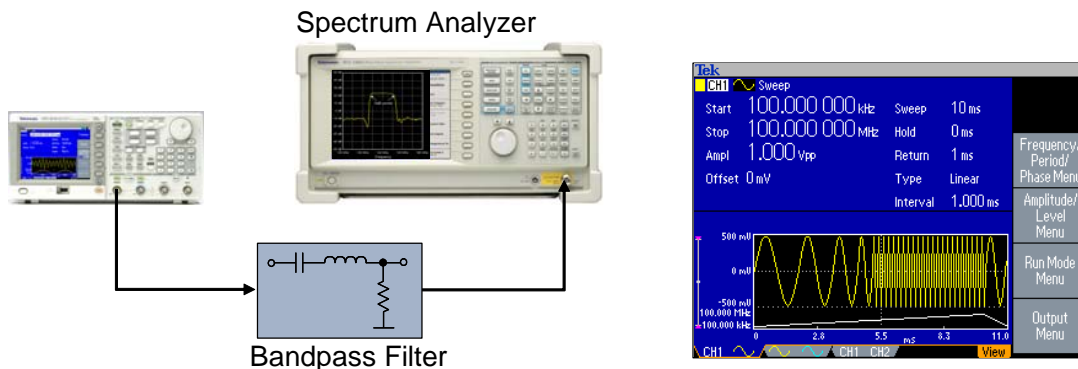 Spectrum Analyzer
Bandpass Filter
Tek
CH1 Sweep
Start 100.000 000 kHz Sweep 10 ms
Stop 100.000 000 MHz Hold 0 ms
Ampl 1.000 Vpp Return 1 ms
Offset 0 mV Type Linear
Interval 1.000 ms
Frequency/
Period/
Phase Menu
Amplitude/
Level
Menu
Run Mode
Menu
Output
Menu
500 mV
0 mV
-500 mV
100.000 MHz
100.000 kHz
0 2.8 5.5 ms 8.3 11.0
CH1 CH1 CH2 View